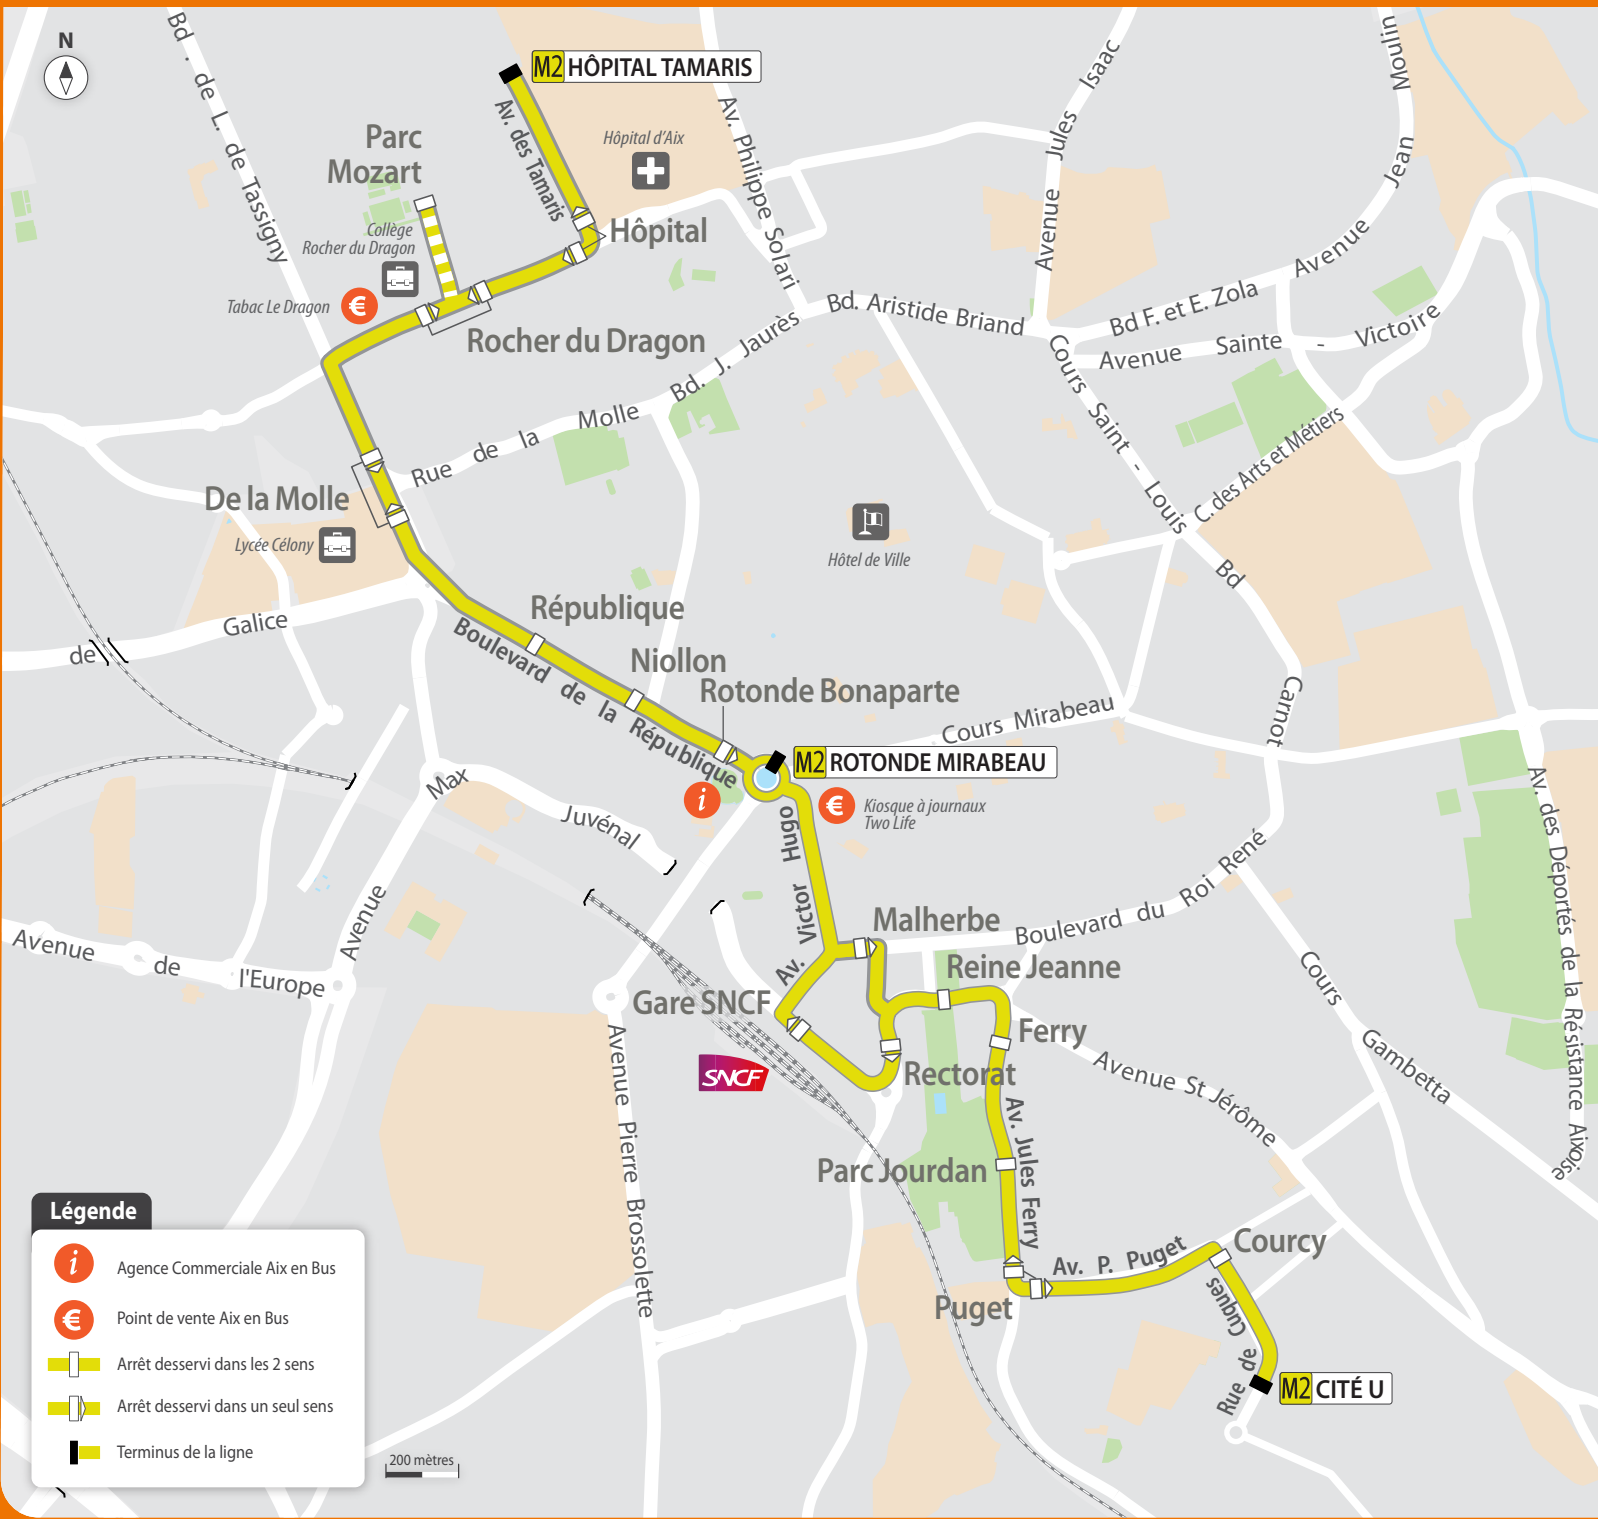 N
M2 HÔPITAL TAMARIS
Bd . de L. de Tassigny
Av. des Tamaris
Hôpital d'Aix
Av. Philippe Solari
Avenue Jules Isaac
Avenue Jean Moulin
Parc
Mozart
Collège
Rocher du Dragon
Hôpital
Tabac Le Dragon
€
Rocher du Dragon
Bd. J. Jaurès
Bd. Aristide Briand
Bd F. et E. Zola
Avenue Sainte - Victoire
Cours Saint - Louis
Rue de la Molle
C. des Arts et Métiers
De la Molle
Lycée Célony
Hôtel de Ville
Bd Carnot
République
de Galice
Boulevard de la République
Niollon
Rotonde Bonaparte
Cours Mirabeau
M2 ROTONDE MIRABEAU
i
€
Kiosque à journaux
Two Life
Max Juvénal
Avenue
Av. Victor Hugo
Av. des Déportés de la Résistance Aixoise
Malherbe
Boulevard du Roi René
Avenue de l'Europe
Reine Jeanne
Gare SNCF
Cours Gambetta
Ferry
SNCF
Rectorat
Avenue St Jérôme
Avenue Pierre Brossolette
Av. Jules Ferry
Parc Jourdan
Av. P. Puget
Courcy
Puget
Rue de Cuques
M2 CITÉ U
Légende
i Agence Commerciale Aix en Bus
€ Point de vente Aix en Bus
Arrêt desservi dans les 2 sens
Arrêt desservi dans un seul sens
Terminus de la ligne
200 mètres